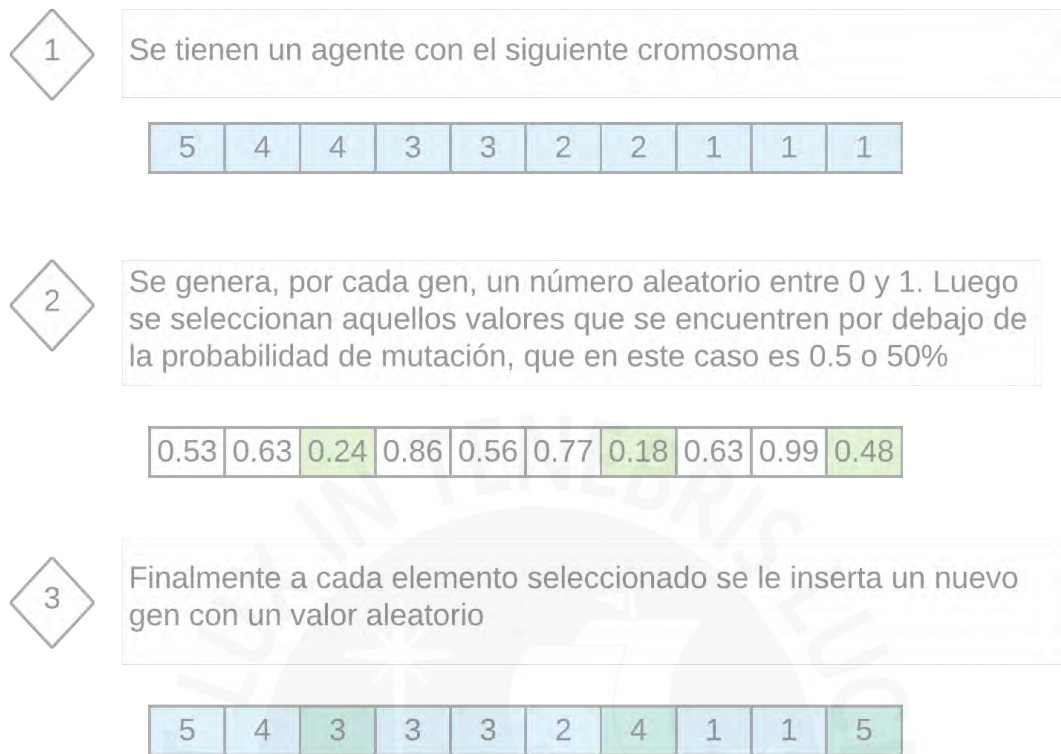 1
Se tienen un agente con el siguiente cromosoma
5 4 4 3 3 2 2 1 1 1
2
Se genera, por cada gen, un número aleatorio entre 0 y 1. Luego
se seleccionan aquellos valores que se encuentren por debajo de
la probabilidad de mutación, que en este caso es 0.5 o 50%
0.53 0.63 0.24 0.86 0.56 0.77 0.18 0.63 0.99 0.48
IN TENEBRIS
3
Finalmente a cada elemento seleccionado se le inserta un nuevo
gen con un valor aleatorio
5 4 3 3 3 2 4 1 1 5